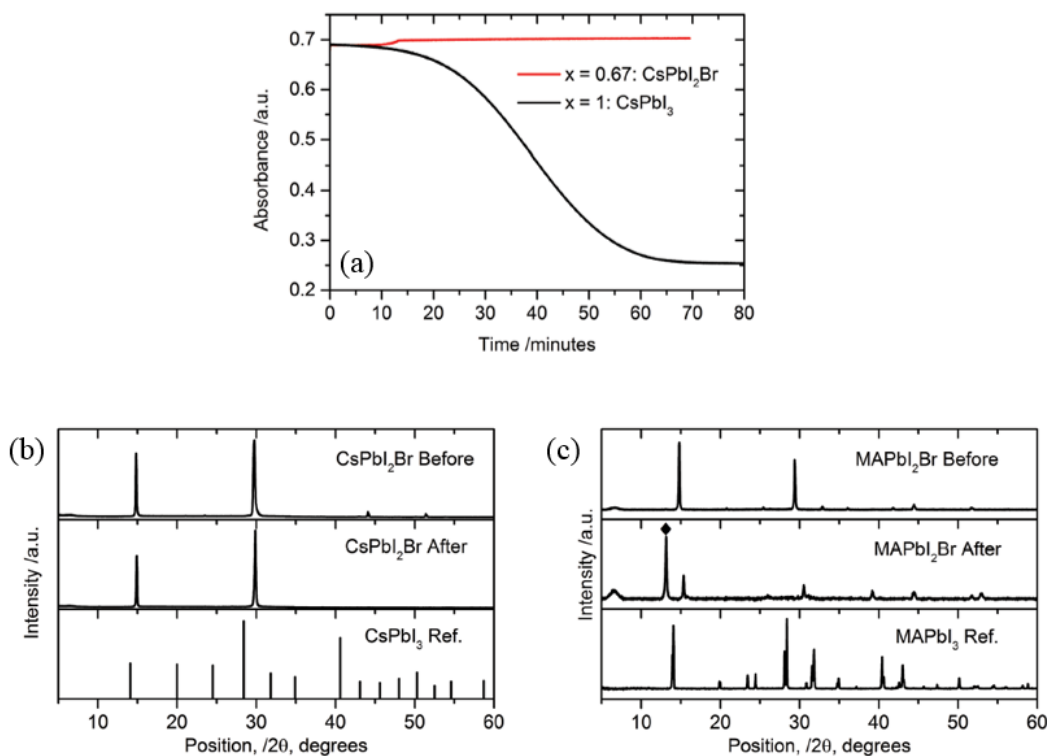 0.7
0.6
0.5
0.4
0.3
0.2
Absorbance /a.u.
x = 0.67: CsPbI₂Br
x = 1: CsPbI₃
(a)
0 10 20 30 40 50 60 70 80
Time /minutes
(b)
Intensity /a.u.
CsPbI₂Br Before
CsPbI₂Br After
CsPbI₃ Ref.
10 20 30 40 50 60
Position, /2θ, degrees
(c)
Intensity /a.u.
MAPbI₂Br Before
MAPbI₂Br After
MAPbI₃ Ref.
10 20 30 40 50 60
Position, /2θ, degrees